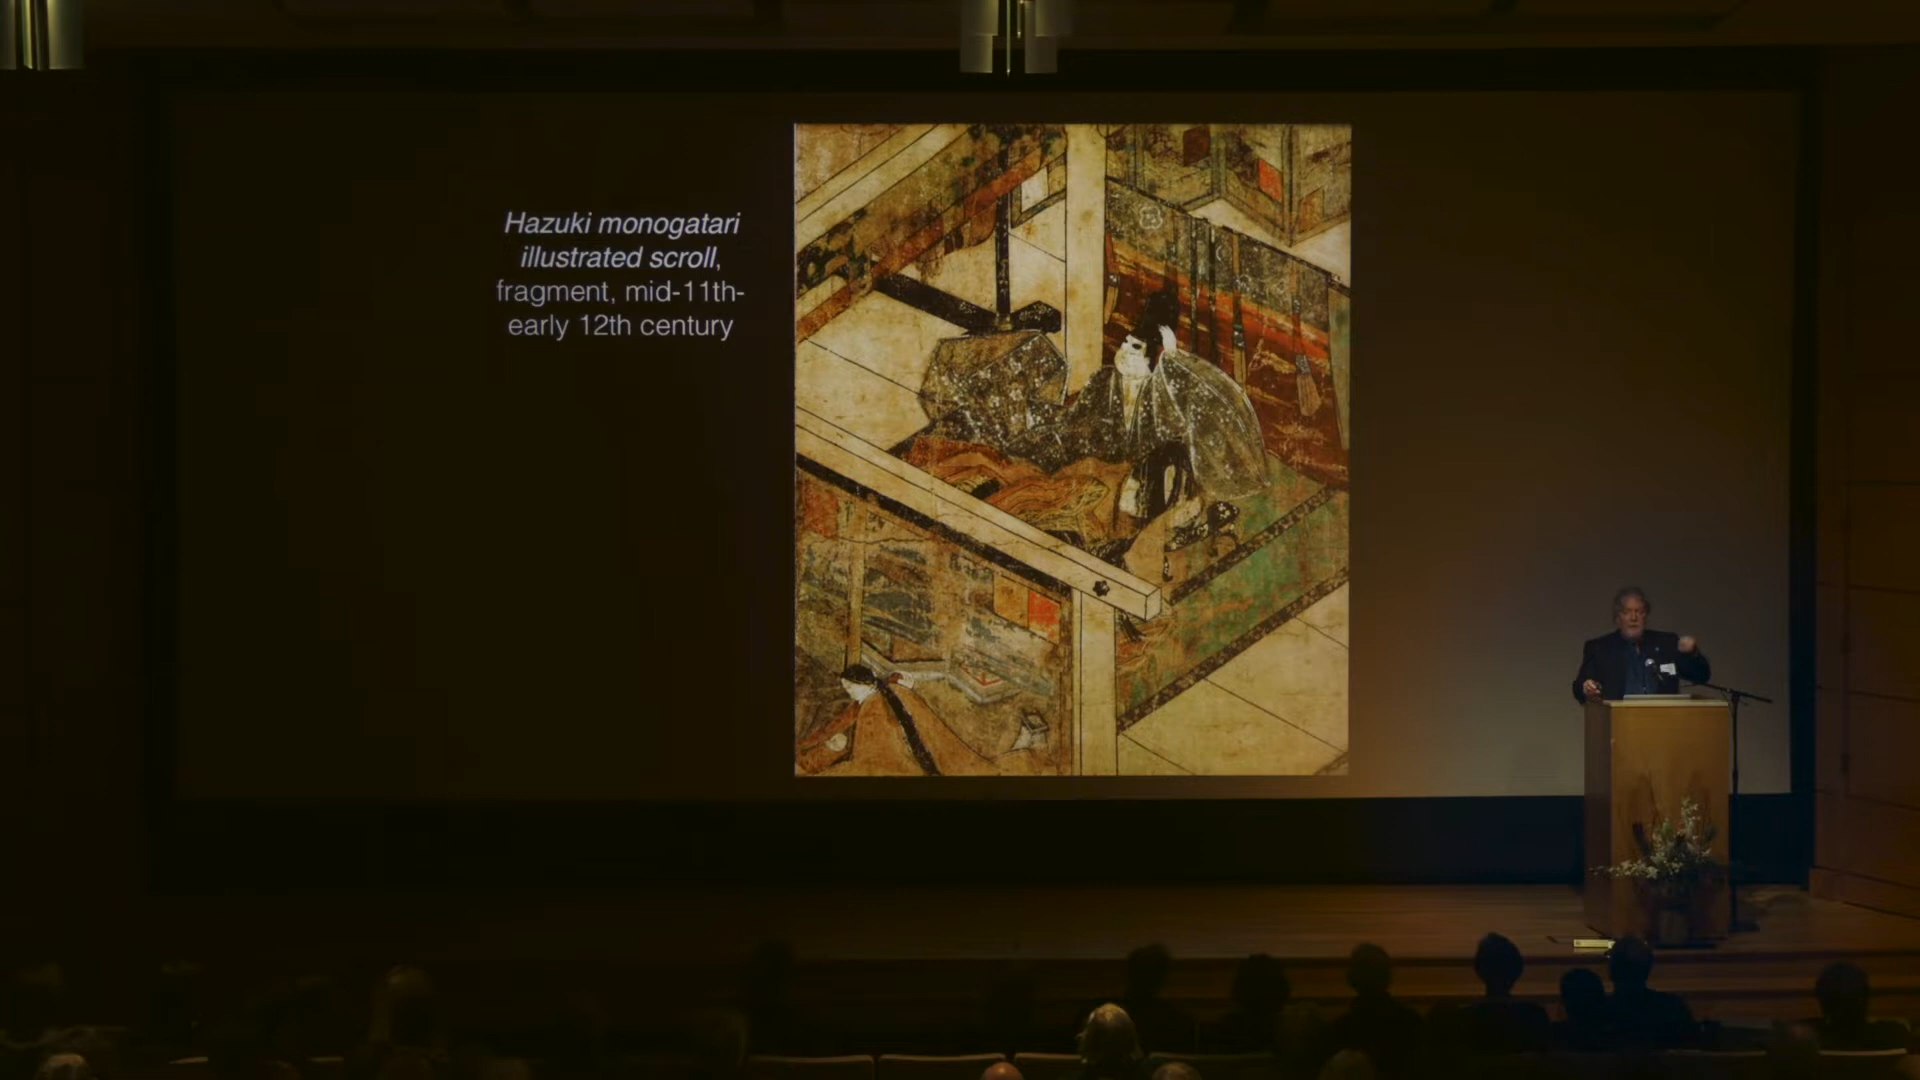 Hazuki monogatari
illustrated scroll,
fragment, mid-11th-
early 12th century